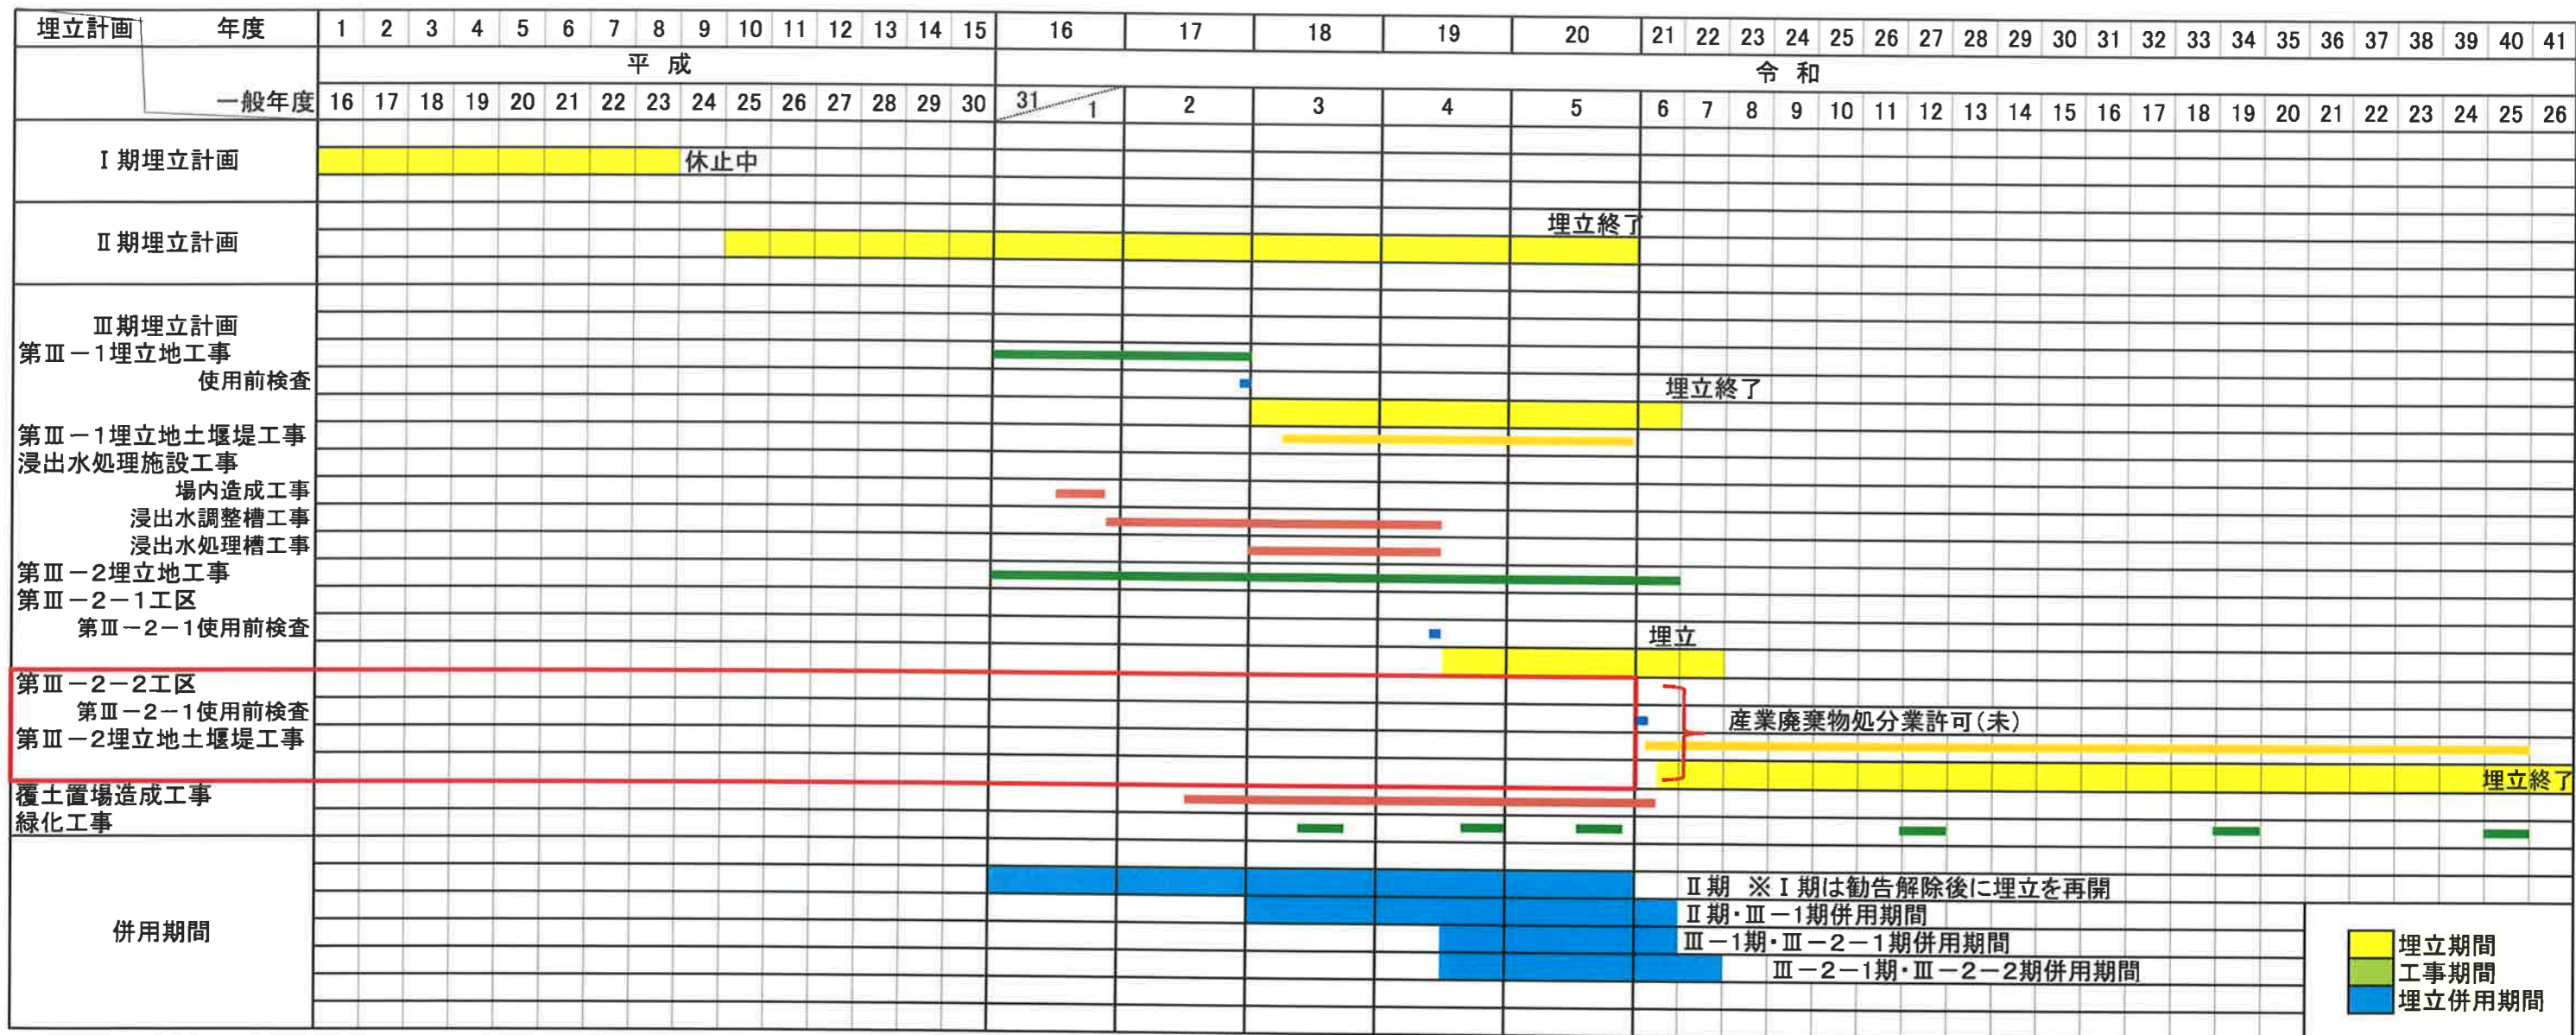 埋立計画 年度 1 2 3 4 5 6 7 8 9 10 11 12 13 14 15 16 17 18 19 20 21 22 23 24 25 26 27 28 29 30 31 32 33 34 35 36 37 38 39 40 41
平成 令和
一般年度 16 17 18 19 20 21 22 23 24 25 26 27 28 29 30 31 1 2 3 4 5 6 7 8 9 10 11 12 13 14 15 16 17 18 19 20 21 22 23 24 25 26
Ⅰ期埋立計画 休止中
埋立終了
Ⅱ期埋立計画
Ⅲ期埋立計画
第Ⅲ－1埋立地工事
使用前検査 埋立終了
第Ⅲ－1埋立地土堰堤工事
浸出水処理施設工事
場内造成工事
浸出水調整槽工事
浸出水処理槽工事
第Ⅲ－2埋立地工事
第Ⅲ－2－1工区
第Ⅲ－2－1使用前検査 埋立
第Ⅲ－2－2工区
第Ⅲ－2－1使用前検査 産業廃棄物処分業許可(未)
第Ⅲ－2埋立地土堰堤工事
埋立終了
覆土置場造成工事
緑化工事
Ⅱ期 ※Ⅰ期は勧告解除後に埋立を再開
Ⅱ期・Ⅲ－1期併用期間
併用期間 Ⅲ－1期・Ⅲ－2－1期併用期間
Ⅲ－2－1期・Ⅲ－2－2期併用期間
埋立期間
工事期間
埋立併用期間